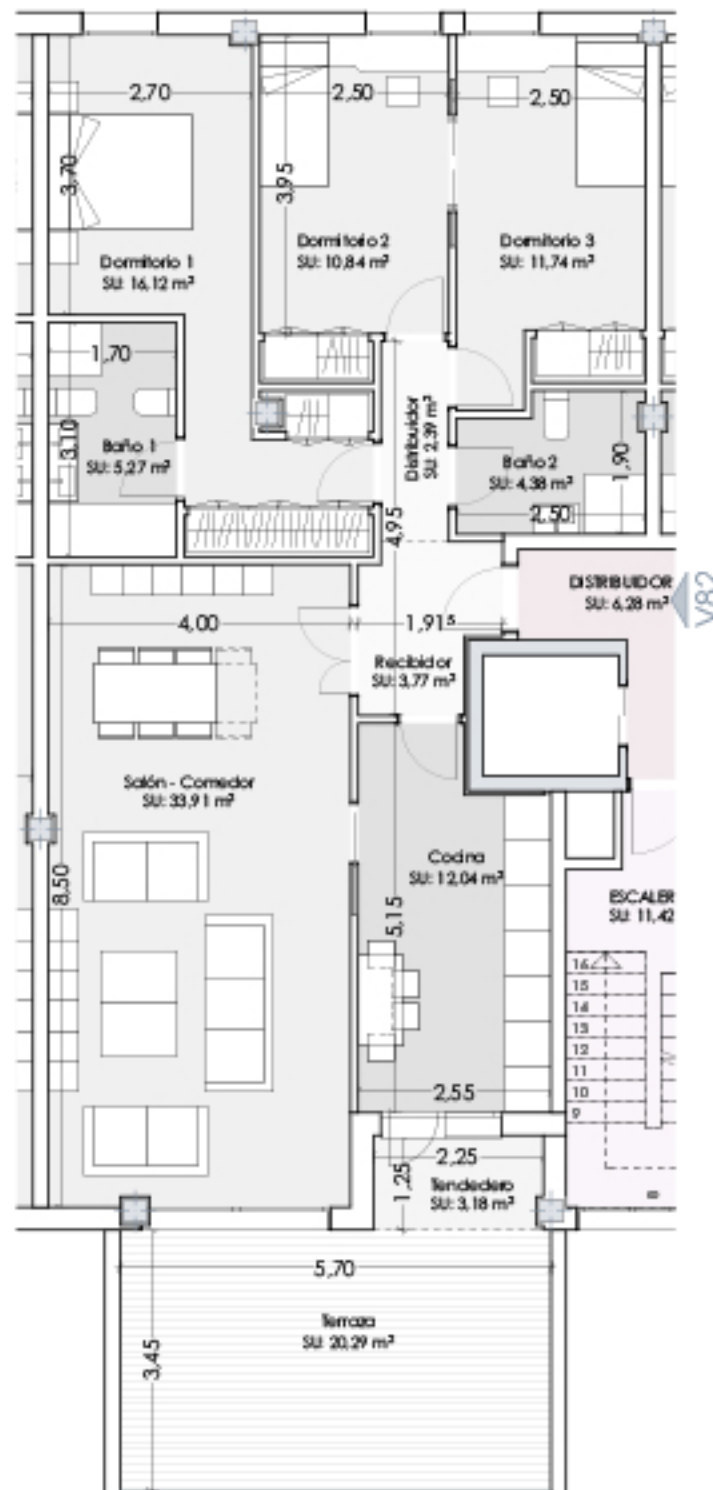 2,70
2,50
2,50
3,70
3,95
Dormitorio 1
SU: 16,12 m²
Dormitorio 2
SU: 10,84 m²
Dormitorio 3
SU: 11,74 m²
1,70
3,10
Baño 1
SU: 5,27 m²
Distribuidor
SU: 2,39 m²
4,95
Baño 2
SU: 4,38 m²
1,90
2,50
DISTRIBUIDOR
SU: 6,28 m²
V82
4,00
1,915
Recibidor
SU: 3,77 m²
Salón - Comedor
SU: 33,91 m²
8,50
Cocina
SU: 12,04 m²
5,15
2,55
ESCALER
SU: 11,42
16
15
14
13
12
11
10
9
2,25
1,25
Tendedero
SU: 3,18 m²
5,70
Terraza
SU: 20,29 m²
3,45